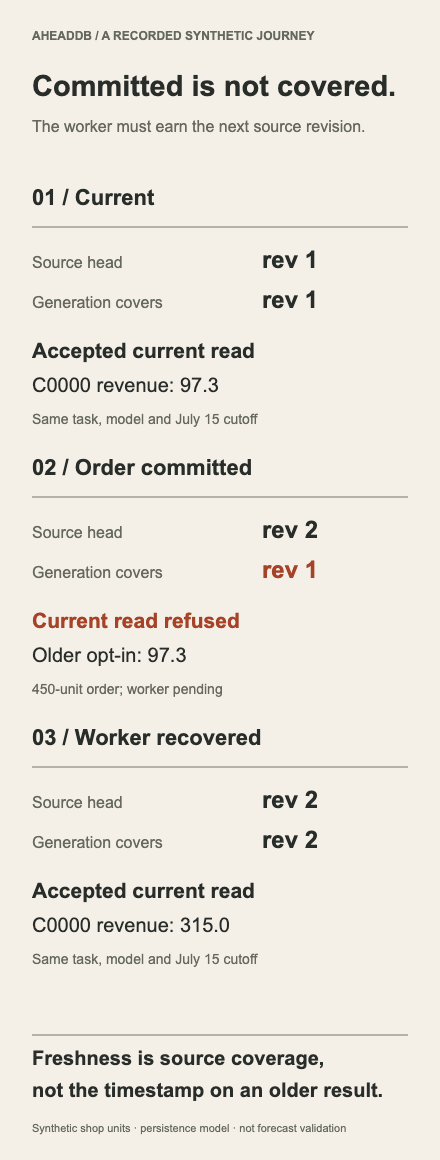 AHEADDB / A RECORDED SYNTHETIC JOURNEY
Committed is not covered.
The worker must earn the next source revision.
01 / Current
Source head rev 1
Generation covers rev 1
Accepted current read
C0000 revenue: 97.3
Same task, model and July 15 cutoff
02 / Order committed
Source head rev 2
Generation covers rev 1
Current read refused
Older opt-in: 97.3
450-unit order; worker pending
03 / Worker recovered
Source head rev 2
Generation covers rev 2
Accepted current read
C0000 revenue: 315.0
Same task, model and July 15 cutoff
Freshness is source coverage,
not the timestamp on an older result.
Synthetic shop units · persistence model · not forecast validation